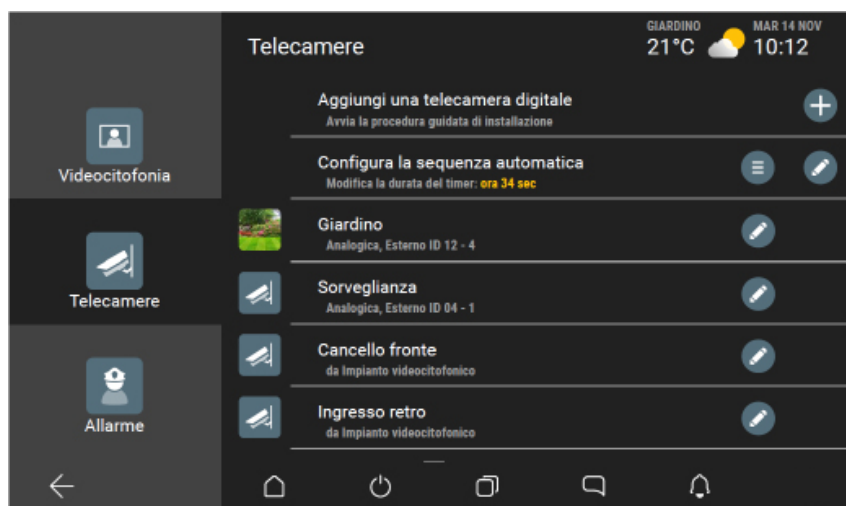 Telecamere
GIARDINO
21°C
MAR 14 NOV
10:12
Videocitofonia
Telecamere
Allarme
Aggiungi una telecamera digitale
Avvia la procedura guidata di installazione
Configura la sequenza automatica
Modifica la durata del timer: ora 34 sec
Giardino
Analogica, Esterno ID 12 - 4
Sorveglianza
Analogica, Esterno ID 04 - 1
Cancello fronte
da Impianto videocitofonico
Ingresso retro
da Impianto videocitofonico